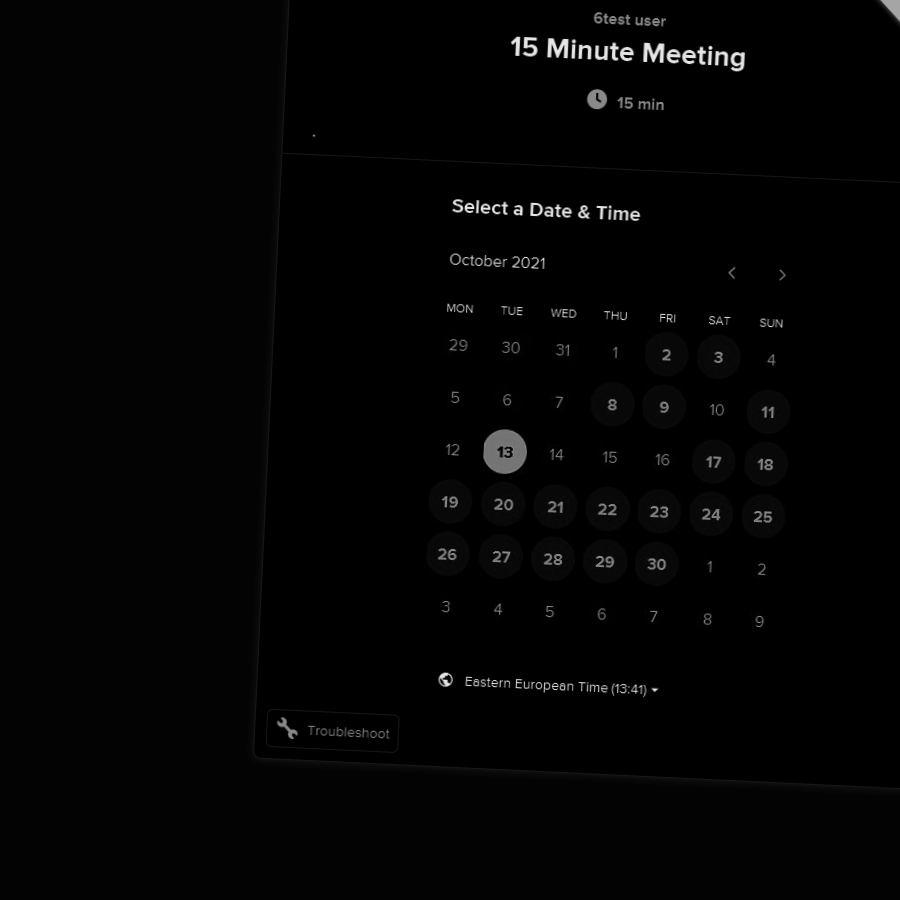 6test user
15 Minute Meeting
15 min
Select a Date & Time
October 2021
MON TUE WED THU FRI SAT SUN
29 30 31 1 2 3 4
5 6 7 8 9 10 11
12 13 14 15 16 17 18
19 20 21 22 23 24 25
26 27 28 29 30 1 2
3 4 5 6 7 8 9
Eastern European Time (13:41)
Troubleshoot